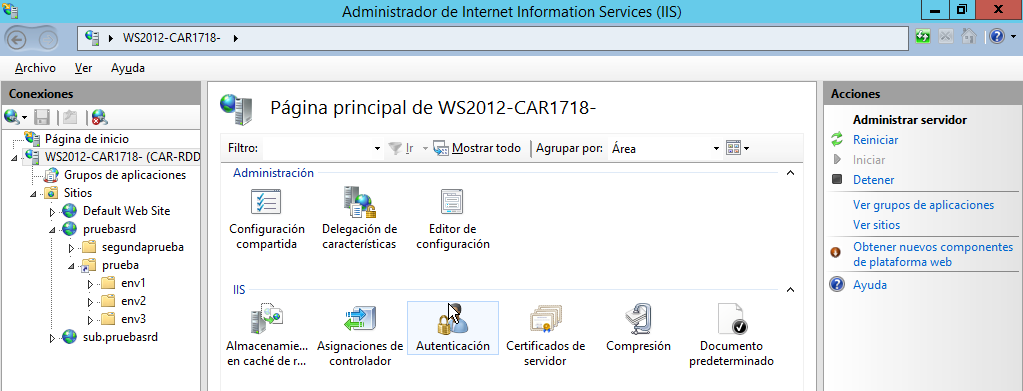 Administrador de Internet Information Services (IIS)
WS2012-CAR1718-
Archivo Ver Ayuda
Conexiones
Página de inicio
WS2012-CAR1718- (CAR-RDD
Grupos de aplicaciones
Sitios
Default Web Site
pruebasrd
segundaprueba
prueba
env1
env2
env3
sub.pruebasrd
Página principal de WS2012-CAR1718-
Filtro: Ir Mostrar todo Agrupar por: Área
Administración
Configuración
compartida
Delegación de
características
Editor de
configuración
IIS
Almacenamie...
en caché de r...
Asignaciones de
controlador
Autenticación
Certificados de
servidor
Compresión
Documento
predeterminado
Acciones
Administrar servidor
Reiniciar
Iniciar
Detener
Ver grupos de aplicaciones
Ver sitios
Obtener nuevos componentes
de plataforma web
Ayuda